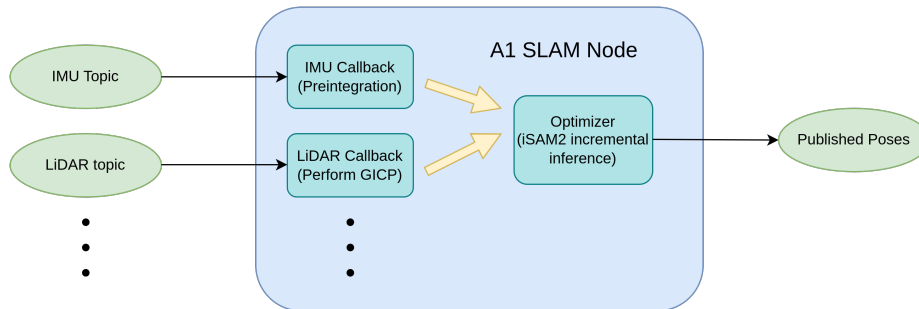 A1 SLAM Node
IMU Topic
IMU Callback
(Preintegration)
Optimizer
(iSAM2 incremental
inference)
Published Poses
LiDAR topic
LiDAR Callback
(Perform GICP)